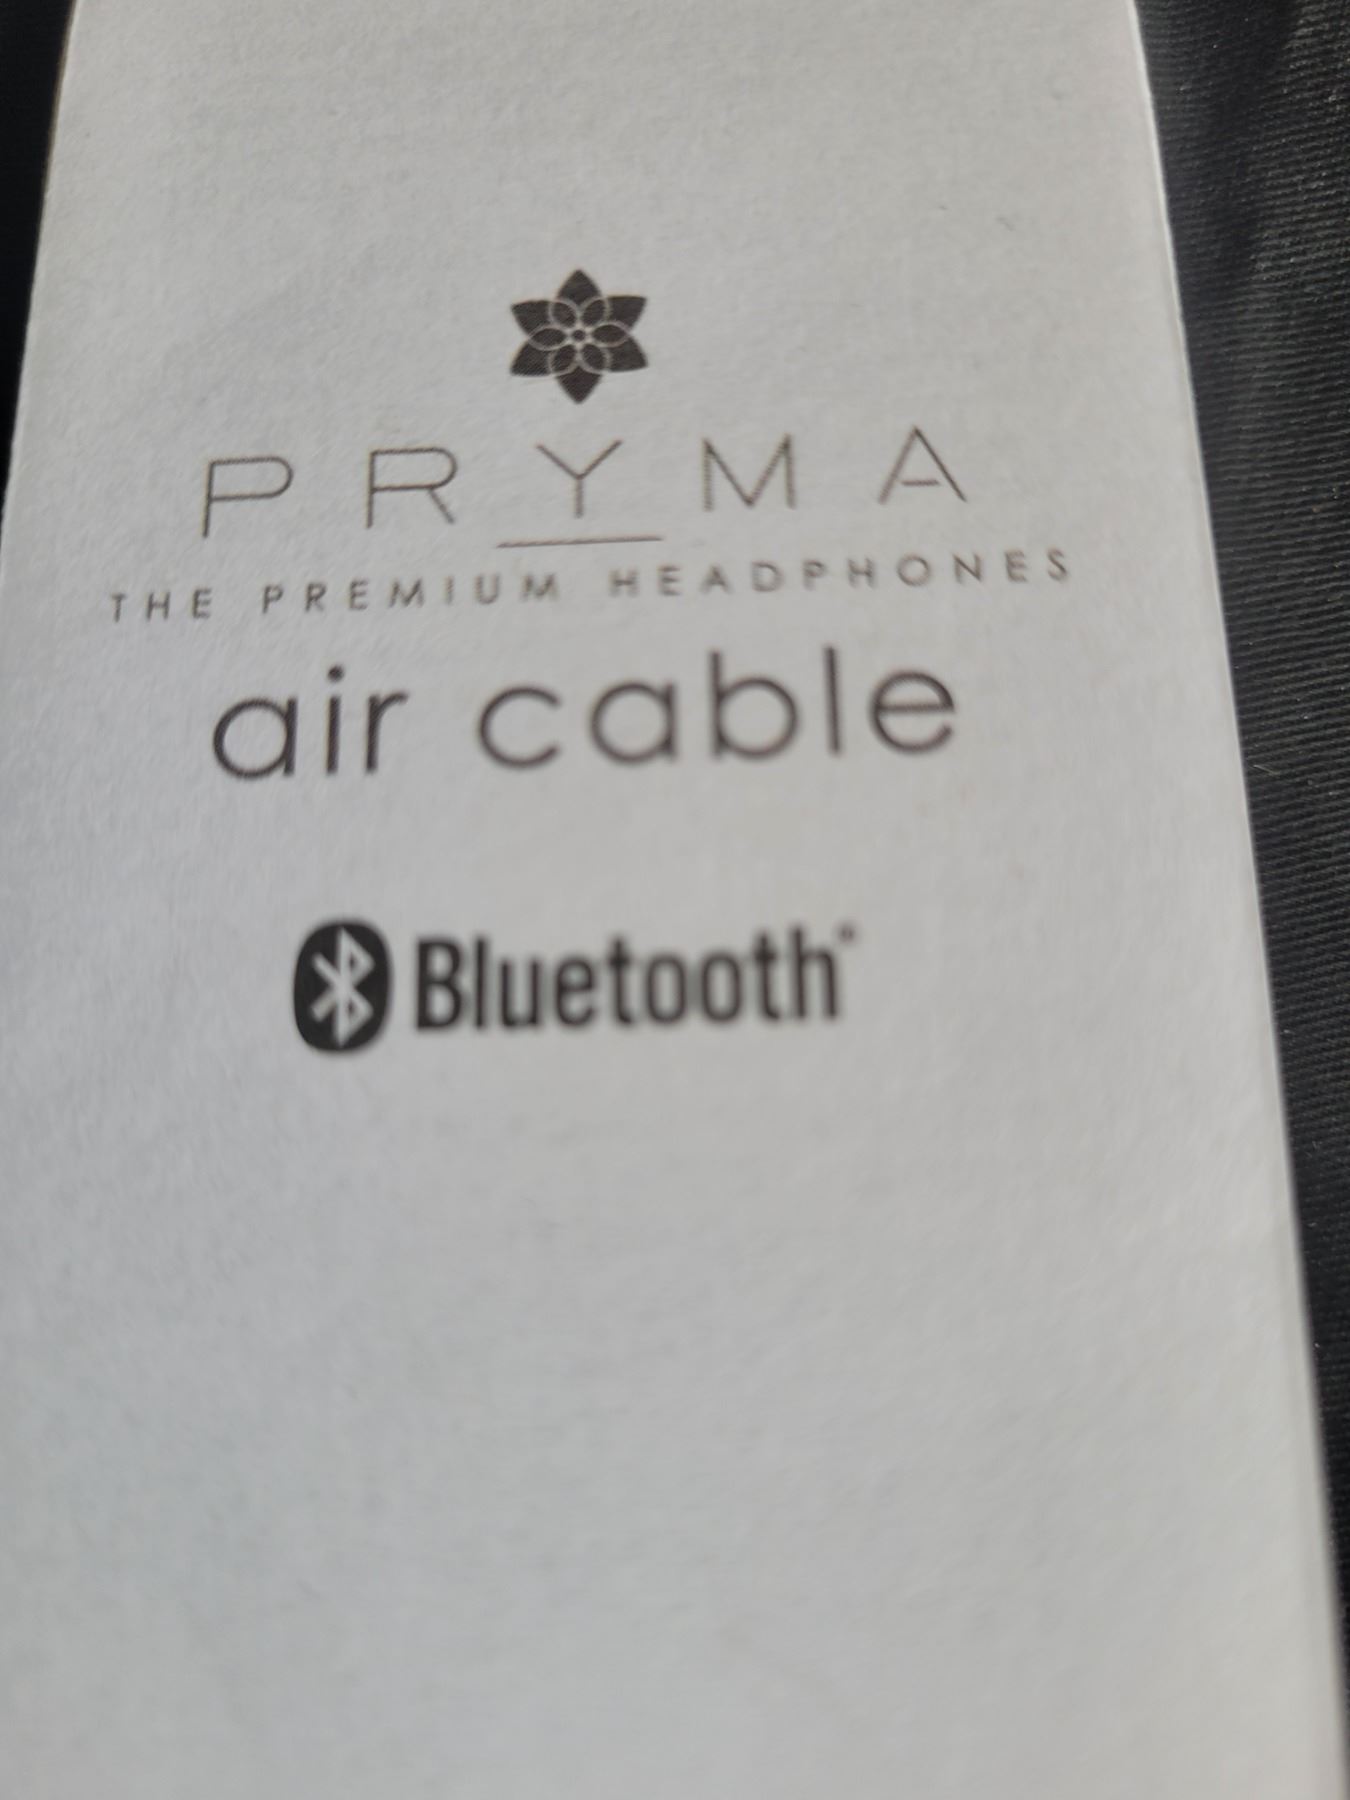 PRYMA
THE PREMIUM HEADPHONES
air cable
Bluetooth®